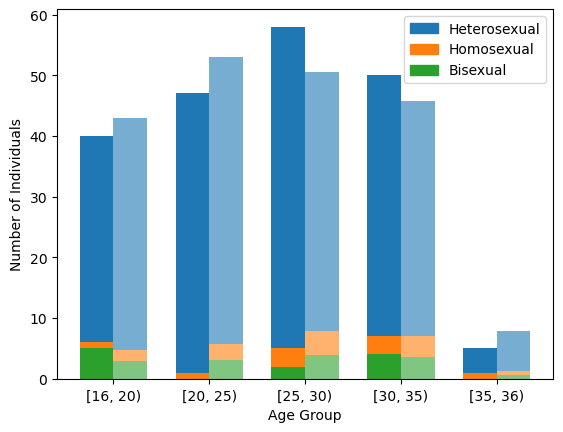 60
50
40
30
20
10
0
Number of Individuals
Heterosexual
Homosexual
Bisexual
[16, 20) [20, 25) [25, 30) [30, 35) [35, 36)
Age Group